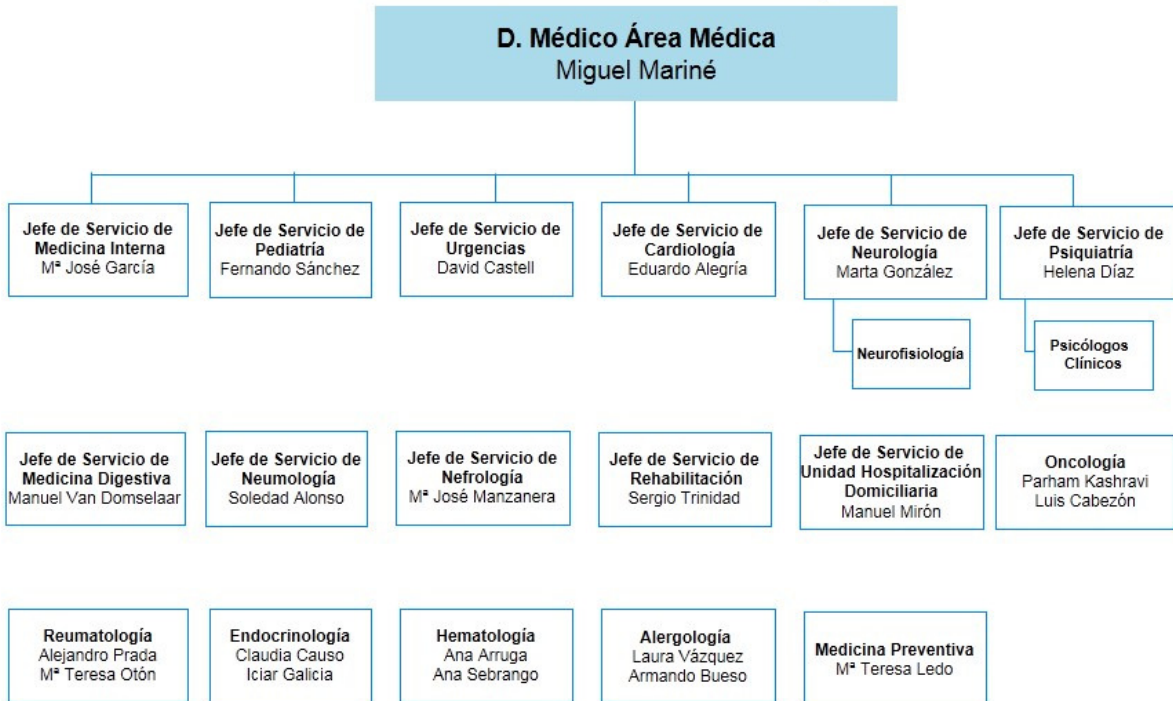 D. Médico Área Médica
Miguel Mariné
Jefe de Servicio de
Medicina Interna
Mª José García
Jefe de Servicio de
Pediatría
Fernando Sánchez
Jefe de Servicio de
Urgencias
David Castell
Jefe de Servicio de
Cardiología
Eduardo Alegría
Jefe de Servicio de
Neurología
Marta González
Jefe de Servicio de
Psiquiatría
Helena Díaz
Neurofisiología
Psicólogos
Clínicos
Jefe de Servicio de
Medicina Digestiva
Manuel Van Domselaar
Jefe de Servicio de
Neumología
Soledad Alonso
Jefe de Servicio de
Nefrología
Mª José Manzanera
Jefe de Servicio de
Rehabilitación
Sergio Trinidad
Jefe de Servicio de
Unidad Hospitalización
Domiciliaria
Manuel Mirón
Oncología
Parham Kashravi
Luis Cabezón
Reumatología
Alejandro Prada
Mª Teresa Otón
Endocrinología
Claudia Causo
Iciar Galicia
Hematología
Ana Arruga
Ana Sebrango
Alergología
Laura Vázquez
Armando Bueso
Medicina Preventiva
Mª Teresa Ledo